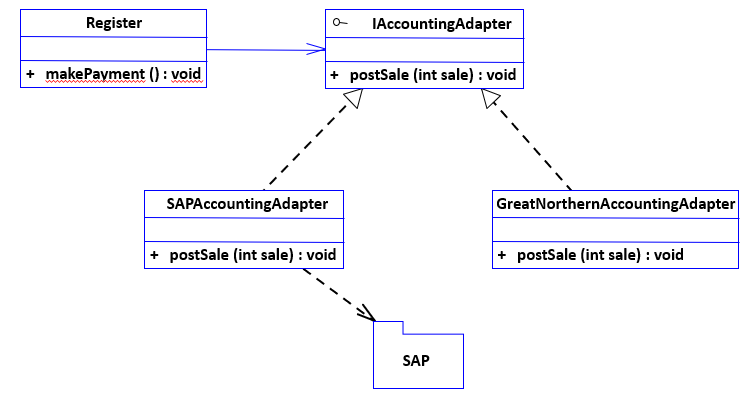 Register
+ makePayment () : void
IAccountingAdapter
+ postSale (int sale) : void
SAPAccountingAdapter
+ postSale (int sale) : void
GreatNorthernAccountingAdapter
+ postSale (int sale) : void
SAP